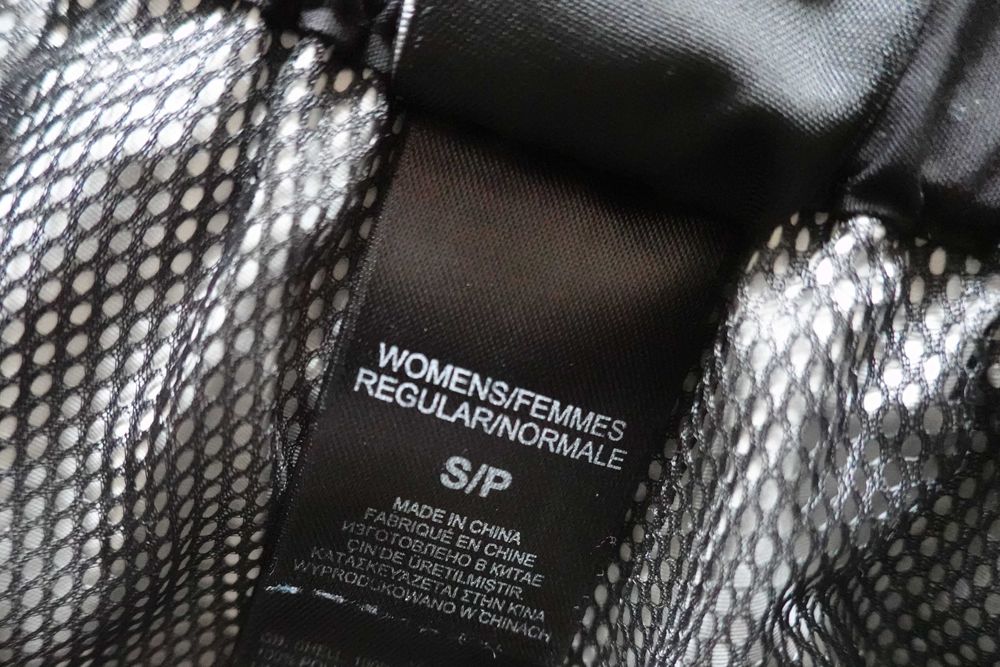 WOMENS/FEMMES
REGULAR/NORMALE
S/P
MADE IN CHINA
FABRIQUÉ EN CHINE
ИЗГОТОВЛЕНО В КИТАЕ
ÇİN'DE ÜRETİLMİŞTİR.
ΚΑΤΑΣΚΕΥΑΖΕΤΑΙ ΣΤΗΝ ΚΙΝΑ
WYPRODUKOWANO W CHINACH
SHELL